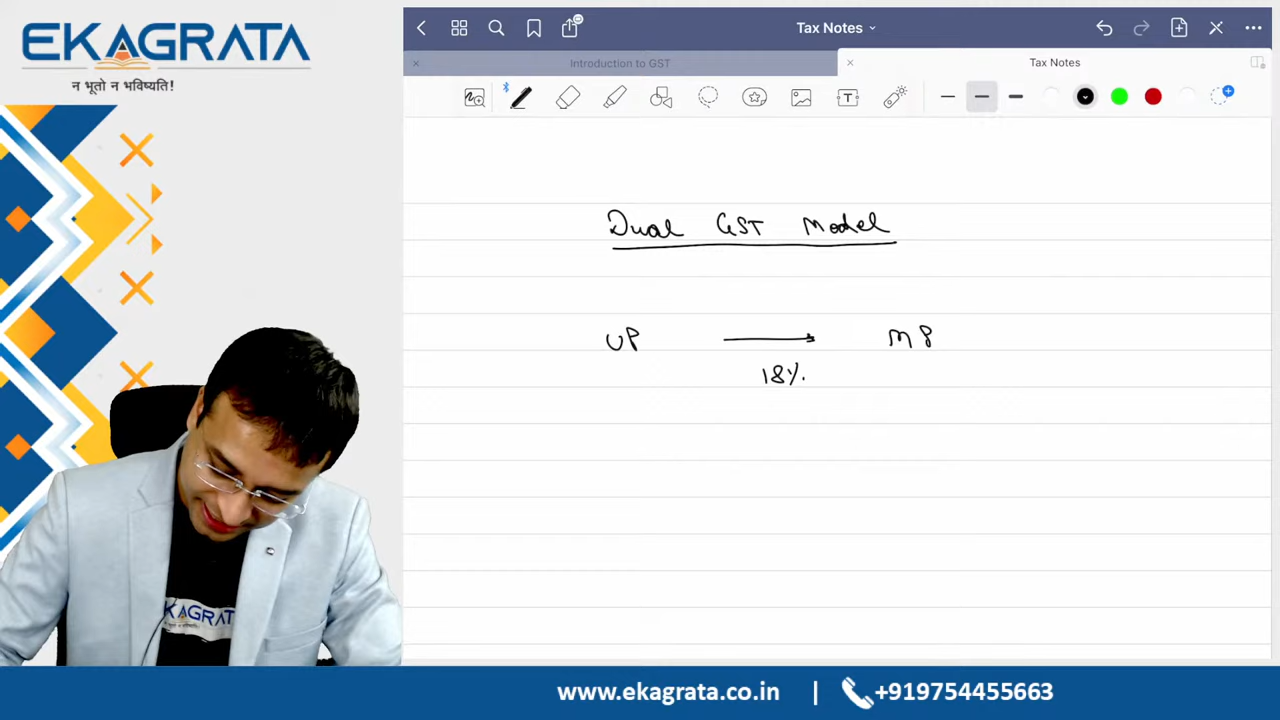 EKAGRATA
न भूतो न भविष्यति!
Tax Notes
Introduction to GST
Tax Notes
T
Dual GST Model
UP → MP
18%.
EKAGRATA
www.ekagrata.co.in | +919754455663